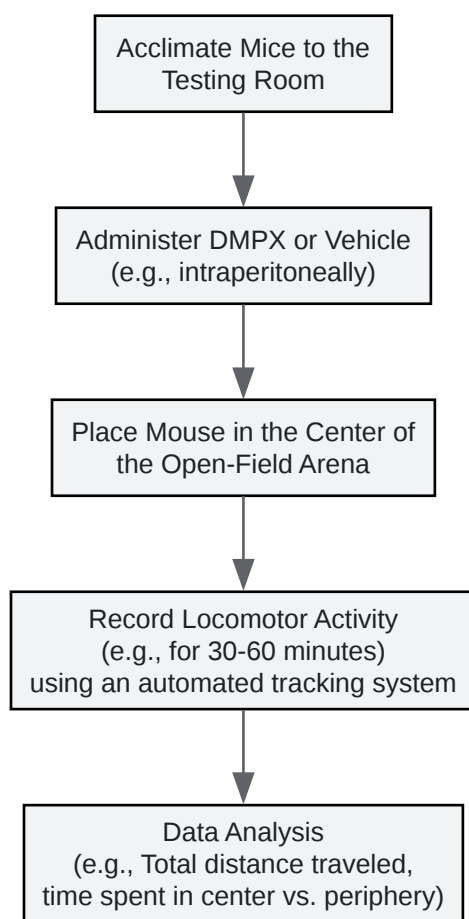 Acclimate Mice to the
Testing Room
Administer DMPX or Vehicle
(e.g., intraperitoneally)
Place Mouse in the Center of
the Open-Field Arena
Record Locomotor Activity
(e.g., for 30-60 minutes)
using an automated tracking system
Data Analysis
(e.g., Total distance traveled,
time spent in center vs. periphery)